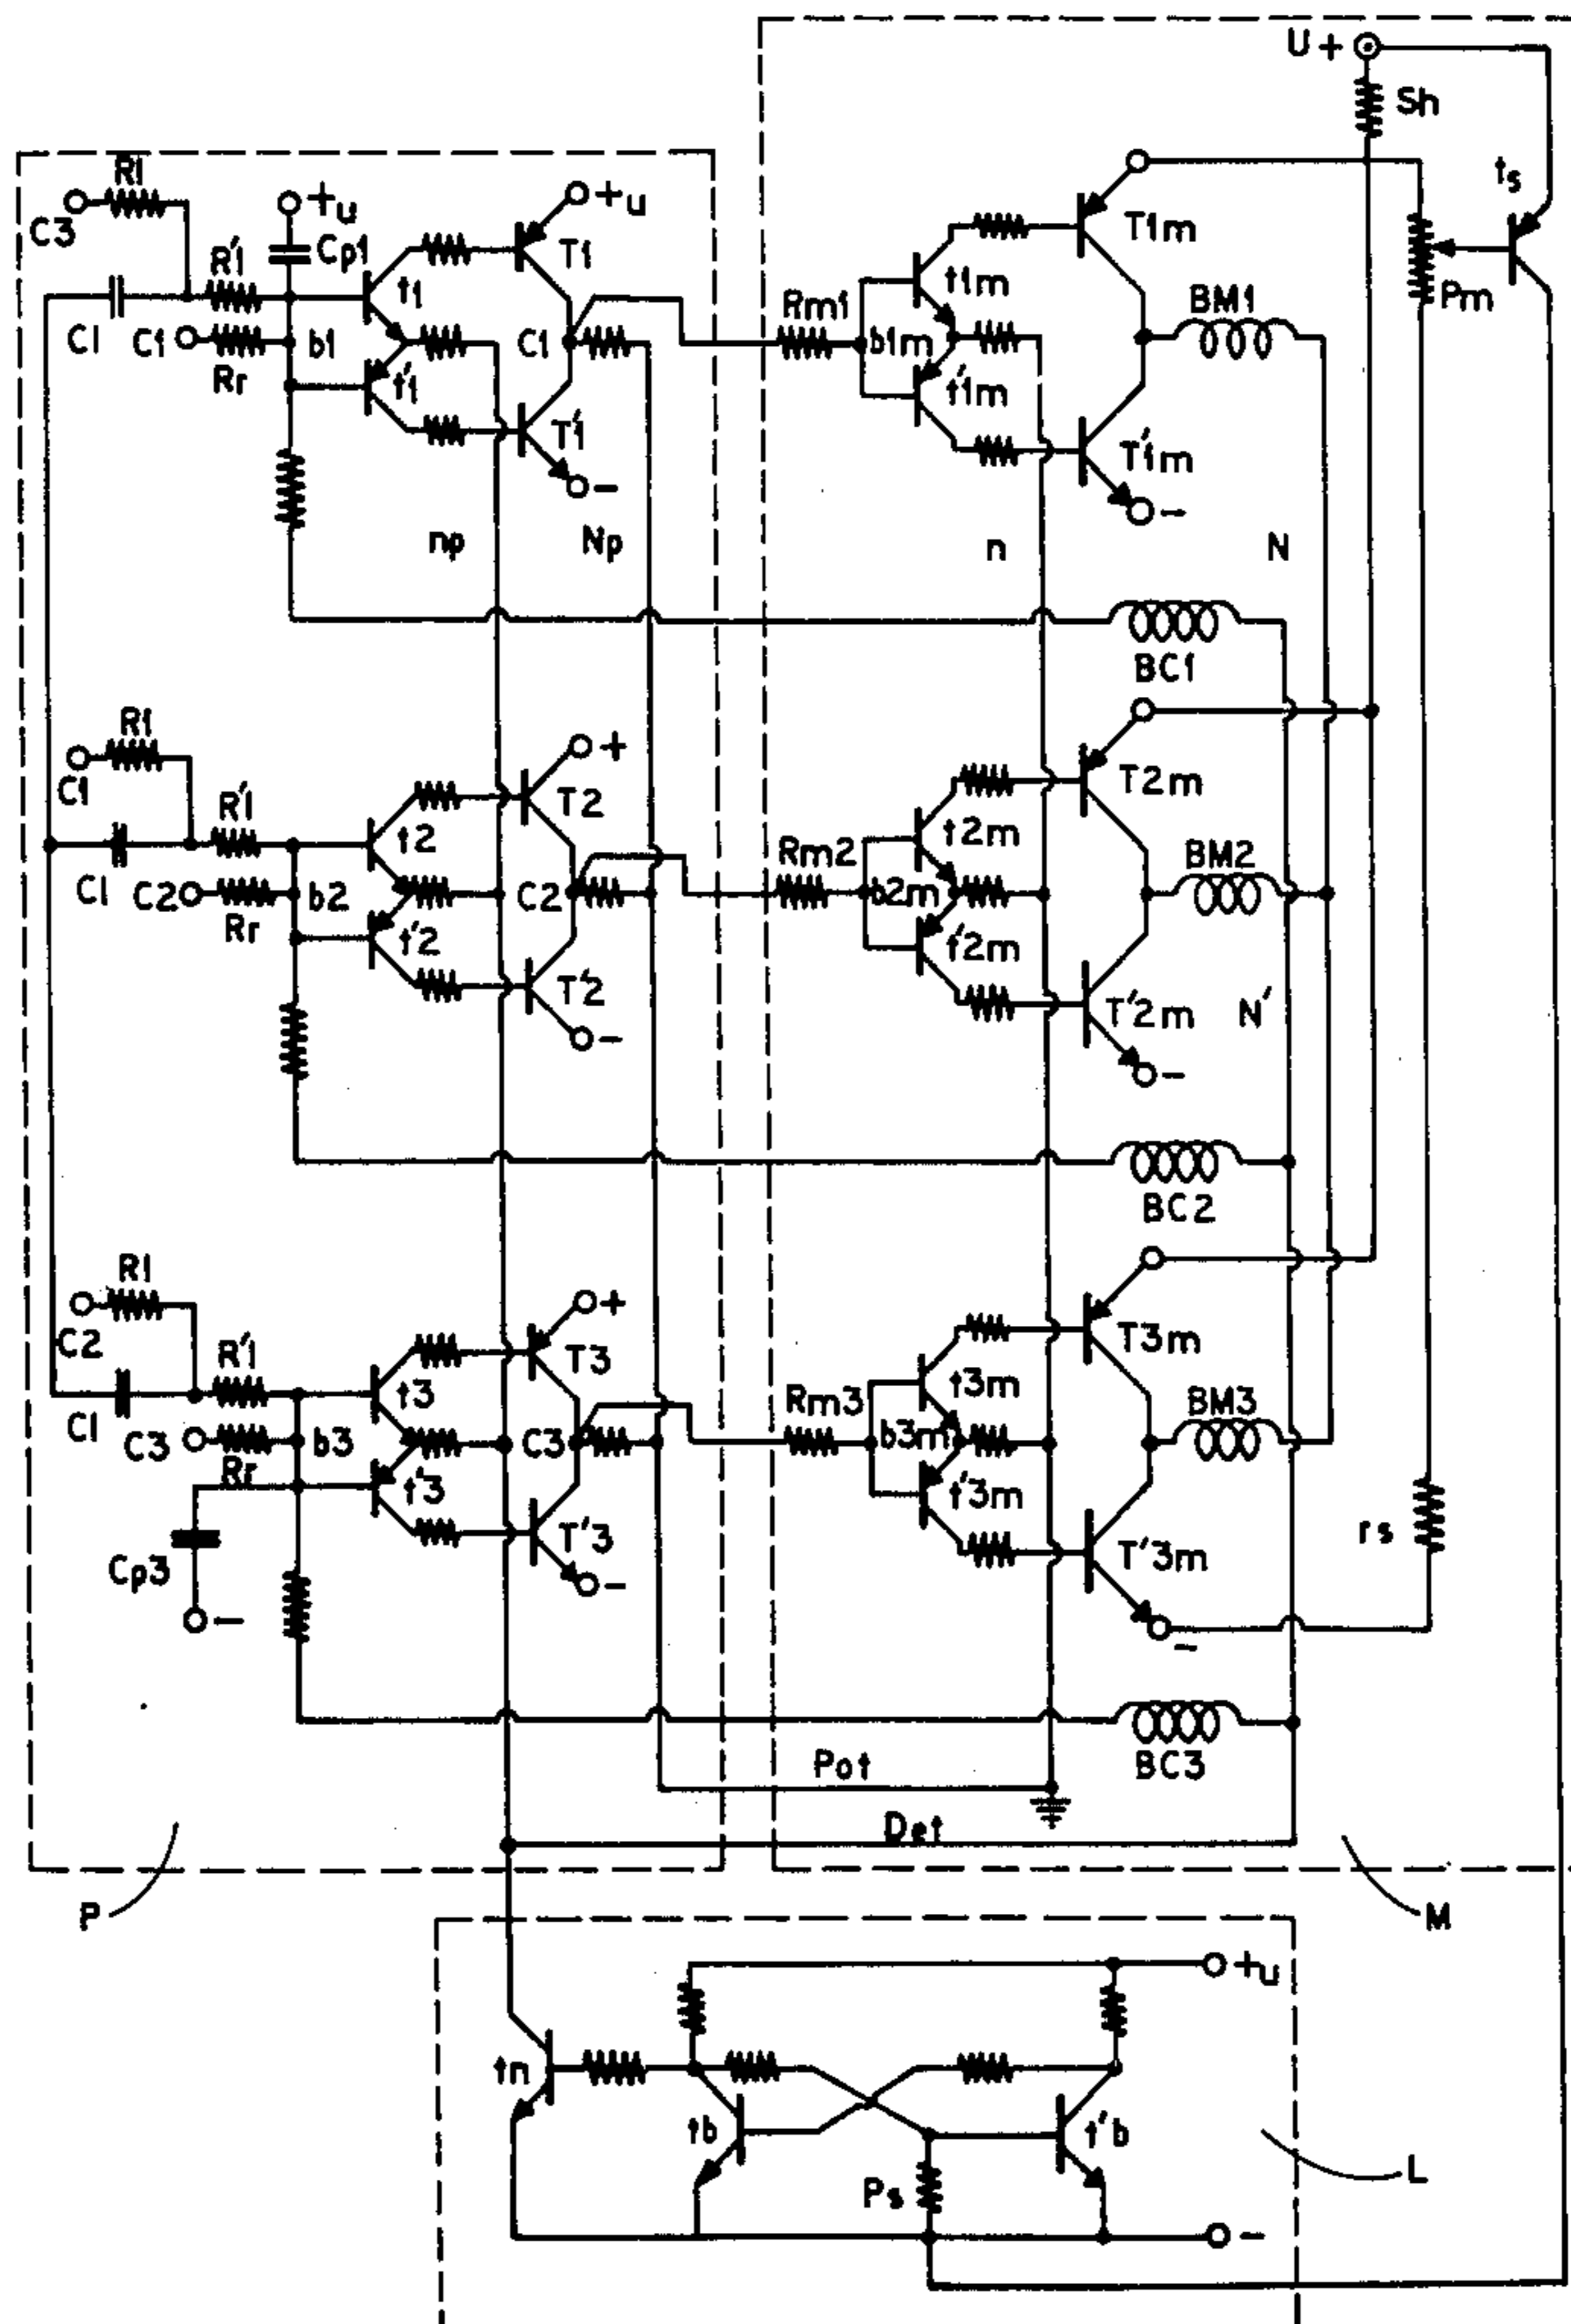 U +
Sh
R1
ts
C3
+u
+u
Cp1
T1
T1m
R'1
t1
t1m
Rm1
BM1
Pm
C1
C1
b1
C1
b1m
Rr
t'1
t'1m
T'1
T'1m
-
-
np
Np
n
N
BC1
R1
+
C1
T2
T2m
R'1
t2
t2m
Rm2
BM2
C1
C2
b2
C2
b2m
Rr
t'2
t'2m
T'2
T'2m
N'
-
-
BC2
R1
+
C2
T3
T3m
R'1
t3
t3m
Rm3
BM3
C1
C3
b3
C3
b3m
Rr
t'3
t'3m
rs
T'3
T'3m
Cp3
-
-
-
Pot
BC3
Det
P
M
+u
tn
tb
t'b
L
Ps
-